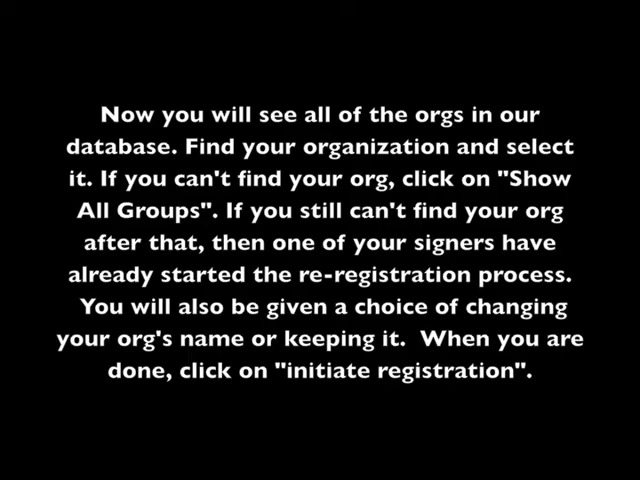 Now you will see all of the orgs in our
database. Find your organization and select
it. If you can't find your org, click on "Show
All Groups". If you still can't find your org
after that, then one of your signers have
already started the re-registration process.
You will also be given a choice of changing
your org's name or keeping it.  When you are
done, click on "initiate registration".